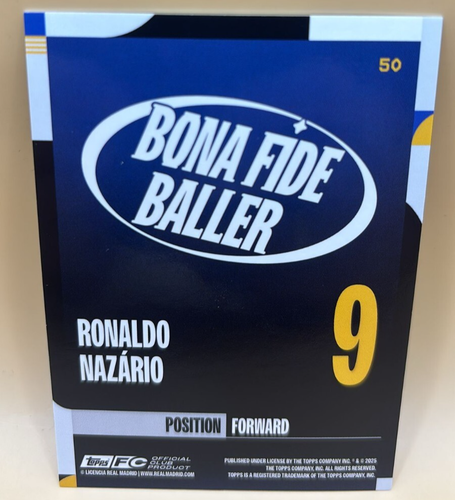 50
BONA FIDE
BALLER
9
RONALDO
NAZÁRIO
POSITION FORWARD
topps FC OFFICIAL CLUB PRODUCT
© LICENCIA REAL MADRID | WWW.REALMADRID.COM
PUBLISHED UNDER LICENSE BY THE TOPPS COMPANY, INC. ® & © 2025
THE TOPPS COMPANY, INC. ALL RIGHTS RESERVED.
TOPPS IS A REGISTERED TRADEMARK OF THE TOPPS COMPANY, INC.